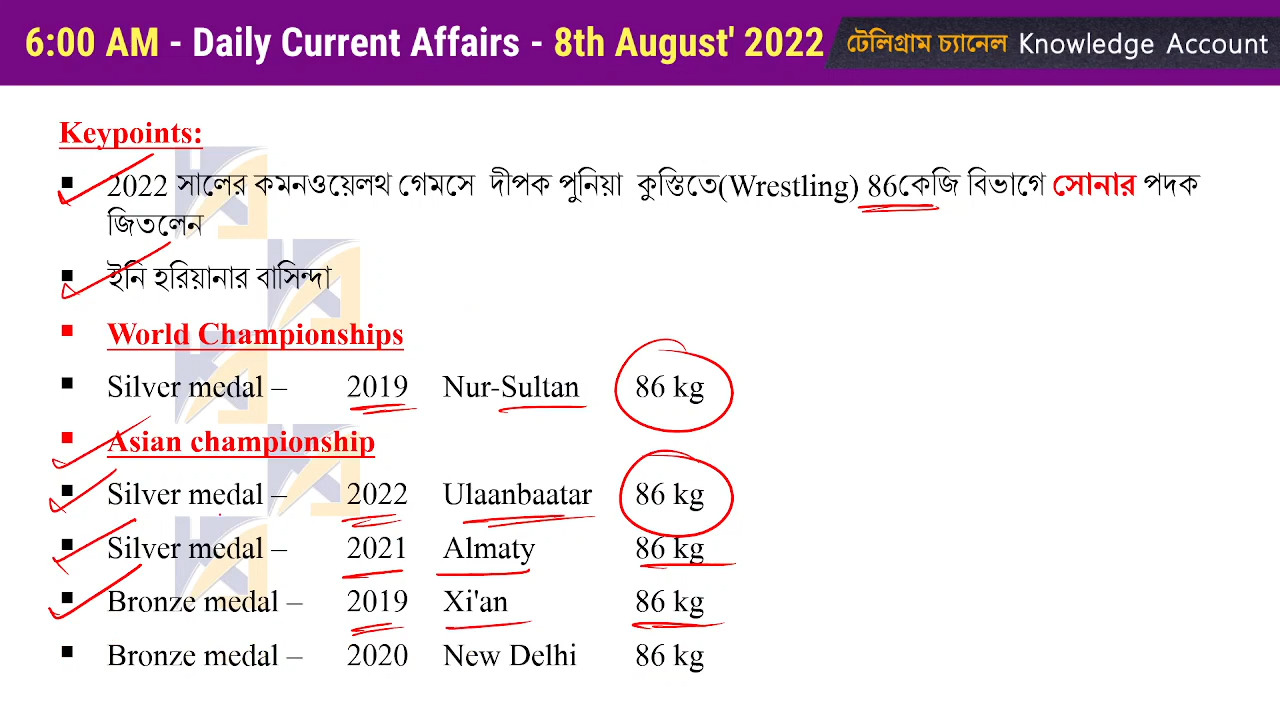 6:00 AM - Daily Current Affairs - 8th August' 2022 টেলিগ্রাম চ্যানেল Knowledge Account
Keypoints:
▪ 2022 সালের কমনওয়েলথ গেমসে দীপক পুনিয়া কুস্তিতে(Wrestling) 86কেজি বিভাগে সোনার পদক
জিতলেন
▪ ইনি হরিয়ানার বাসিন্দা
▪ World Championships
▪ Silver medal – 2019 Nur-Sultan 86 kg
▪ Asian championship
▪ Silver medal – 2022 Ulaanbaatar 86 kg
▪ Silver medal – 2021 Almaty 86 kg
▪ Bronze medal – 2019 Xi'an 86 kg
▪ Bronze medal – 2020 New Delhi 86 kg